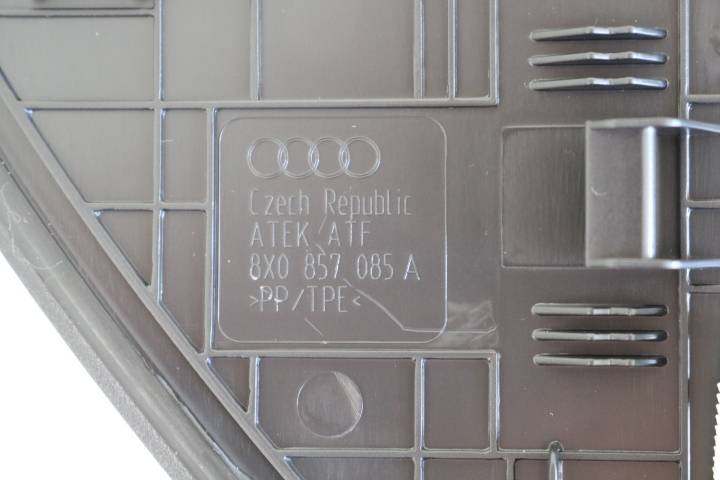 Czech Republic
ATEK ATF
8X0 857 085 A
>PP/TPE<